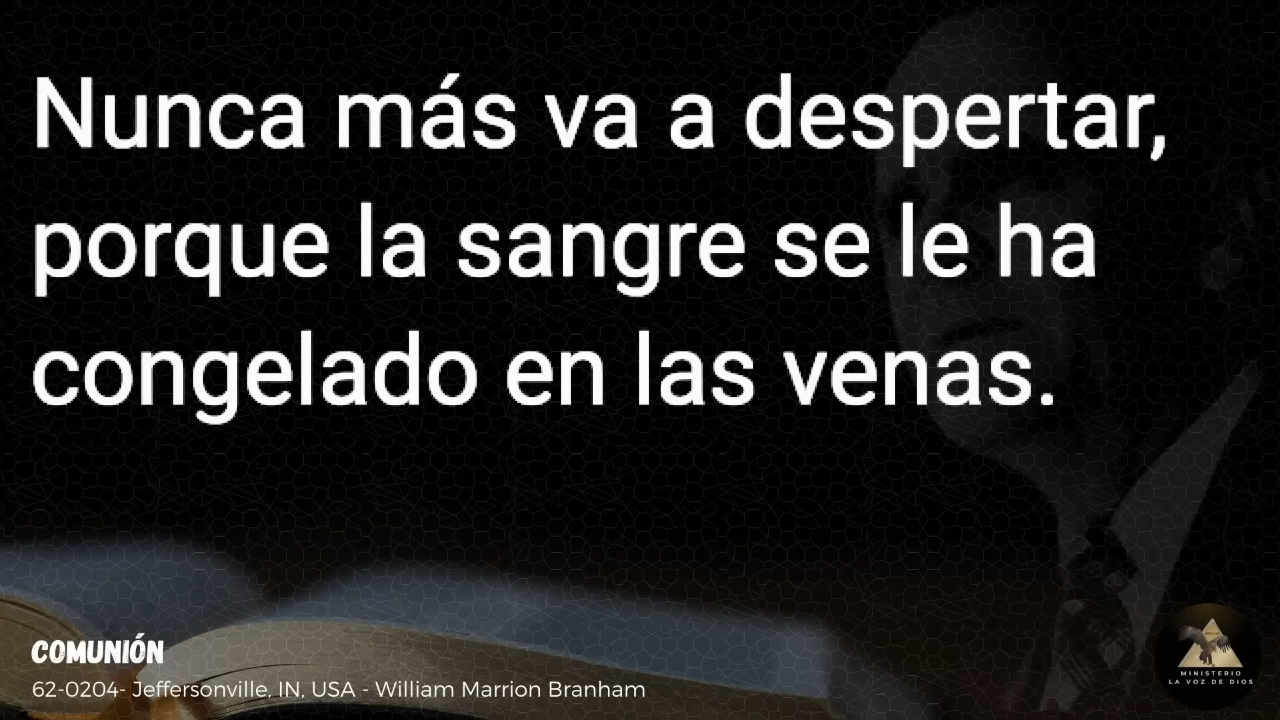 Nunca más va a despertar,
porque la sangre se le ha
congelado en las venas.
COMUNIÓN
62-0204- Jeffersonville, IN, USA - William Marrion Branham
MINISTERIO
LA VOZ DE DIOS